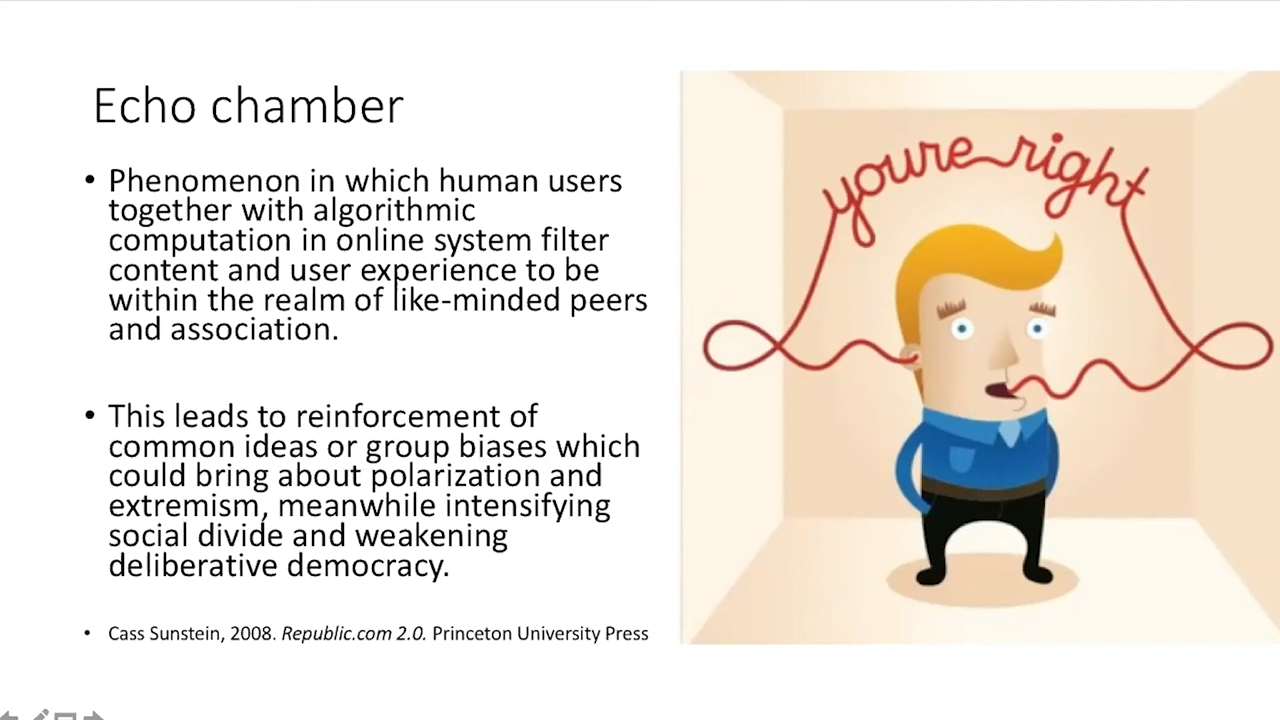 Echo chamber
• Phenomenon in which human users
together with algorithmic
computation in online system filter
content and user experience to be
within the realm of like-minded peers
and association.
• This leads to reinforcement of
common ideas or group biases which
could bring about polarization and
extremism, meanwhile intensifying
social divide and weakening
deliberative democracy.
• Cass Sunstein, 2008. Republic.com 2.0. Princeton University Press
youre right